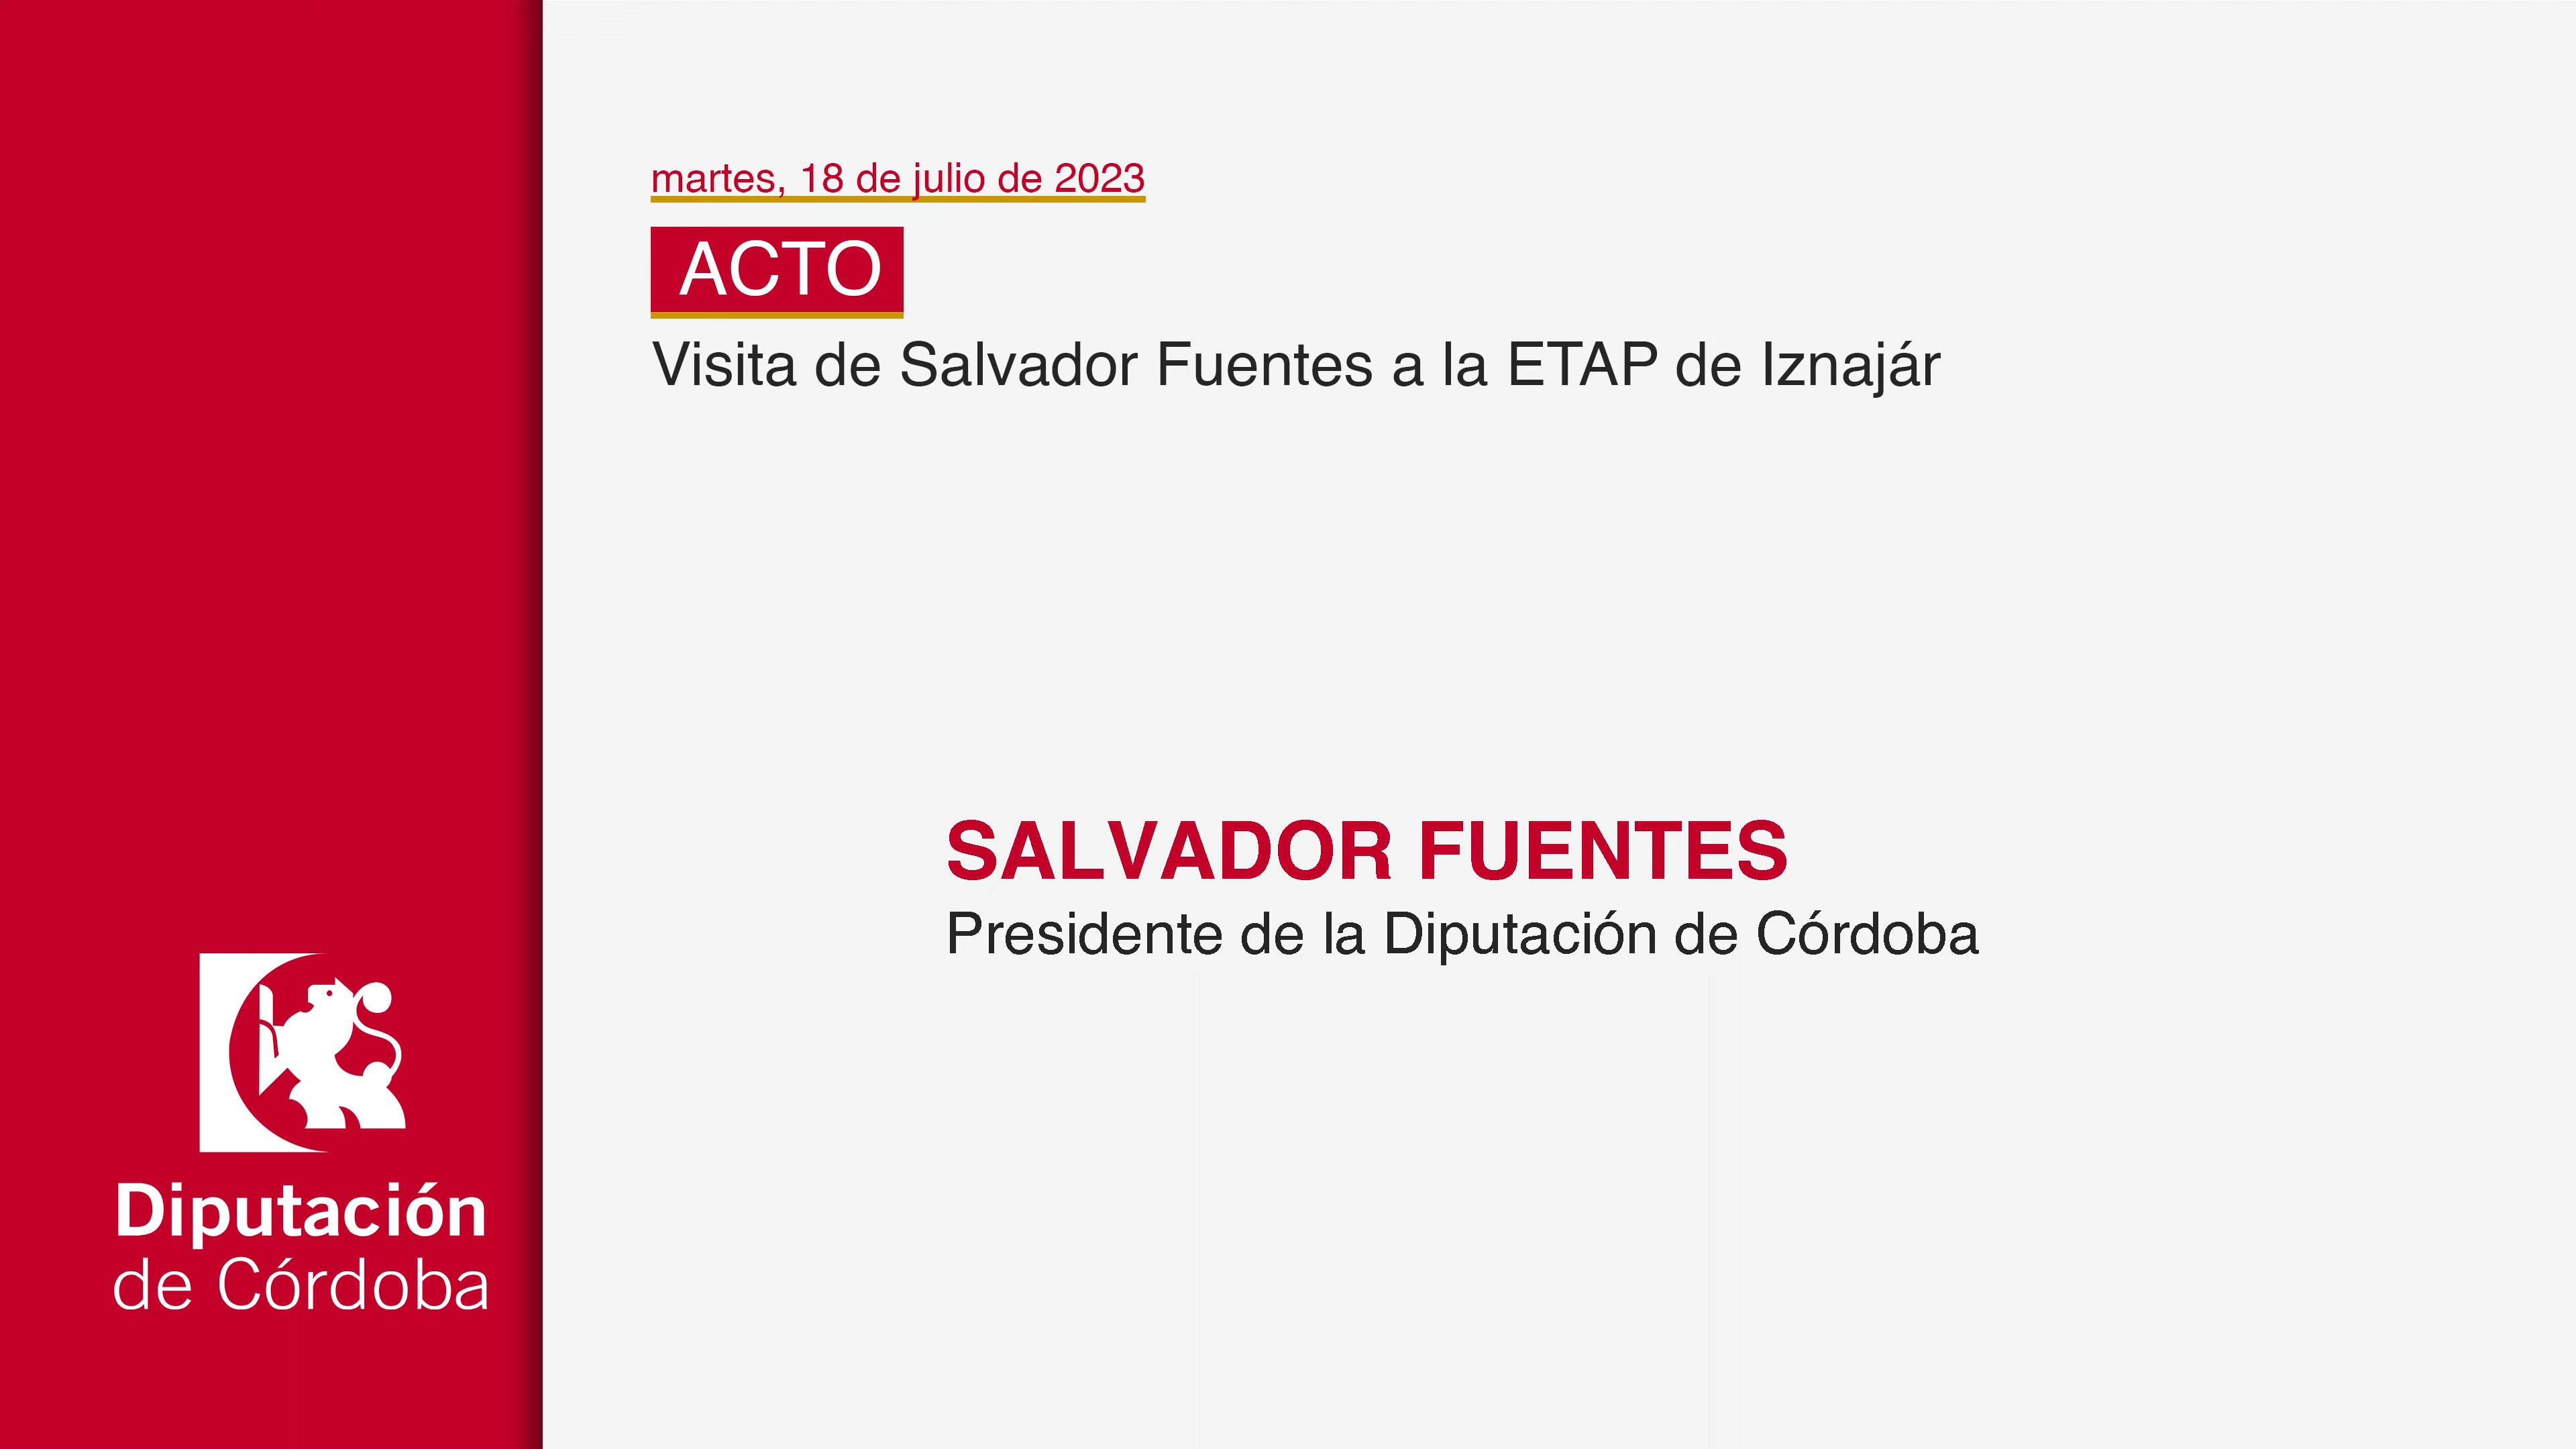 martes, 18 de julio de 2023
ACTO
Visita de Salvador Fuentes a la ETAP de Iznajár
SALVADOR FUENTES
Presidente de la Diputación de Córdoba
Diputación
de Córdoba